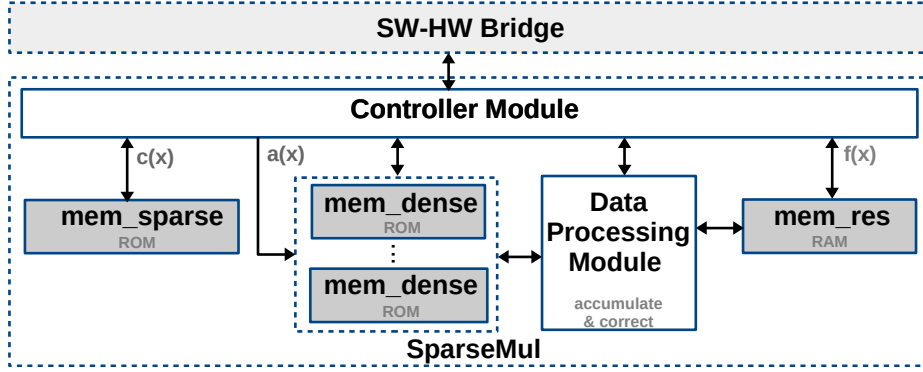 SW-HW Bridge
Controller Module
c(x)
a(x)
f(x)
mem_sparse
ROM
mem_dense
ROM
mem_dense
ROM
Data
Processing
Module
accumulate
& correct
mem_res
RAM
SparseMul